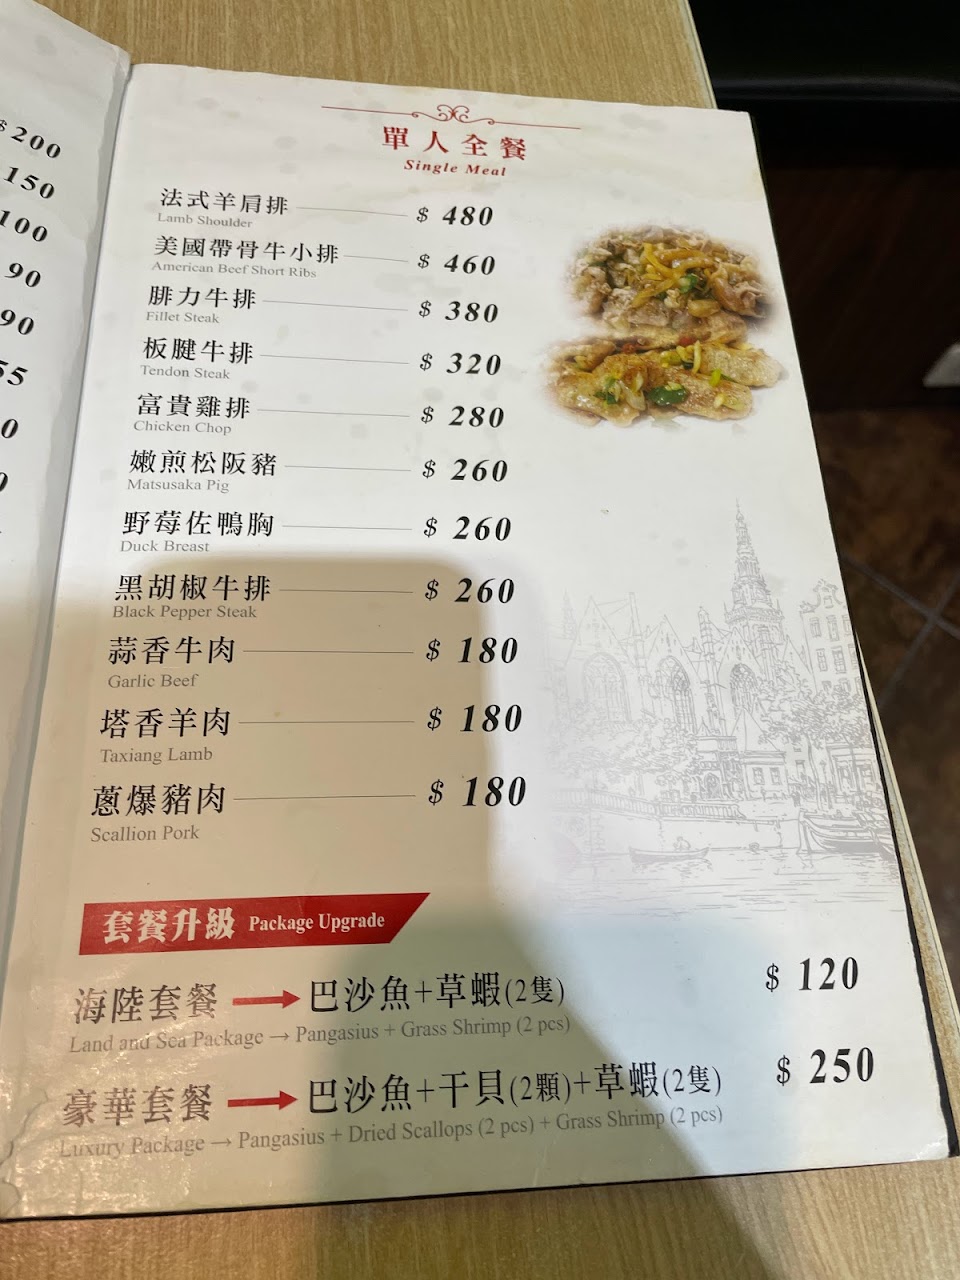 $200
150
100
90
90
55
0
單人全餐
Single Meal
法式羊肩排 $ 480
Lamb Shoulder
美國帶骨牛小排 $ 460
American Beef Short Ribs
腓力牛排 $ 380
Fillet Steak
板腱牛排 $ 320
Tendon Steak
富貴雞排 $ 280
Chicken Chop
嫩煎松阪豬 $ 260
Matsusaka Pig
野莓佐鴨胸 $ 260
Duck Breast
黑胡椒牛排 $ 260
Black Pepper Steak
蒜香牛肉 $ 180
Garlic Beef
塔香羊肉 $ 180
Taxiang Lamb
蔥爆豬肉 $ 180
Scallion Pork
套餐升級 Package Upgrade
海陸套餐 → 巴沙魚+草蝦(2隻) $ 120
Land and Sea Package → Pangasius + Grass Shrimp (2 pcs)
豪華套餐 → 巴沙魚+干貝(2顆)+草蝦(2隻) $ 250
Luxury Package → Pangasius + Dried Scallops (2 pcs) + Grass Shrimp (2 pcs)